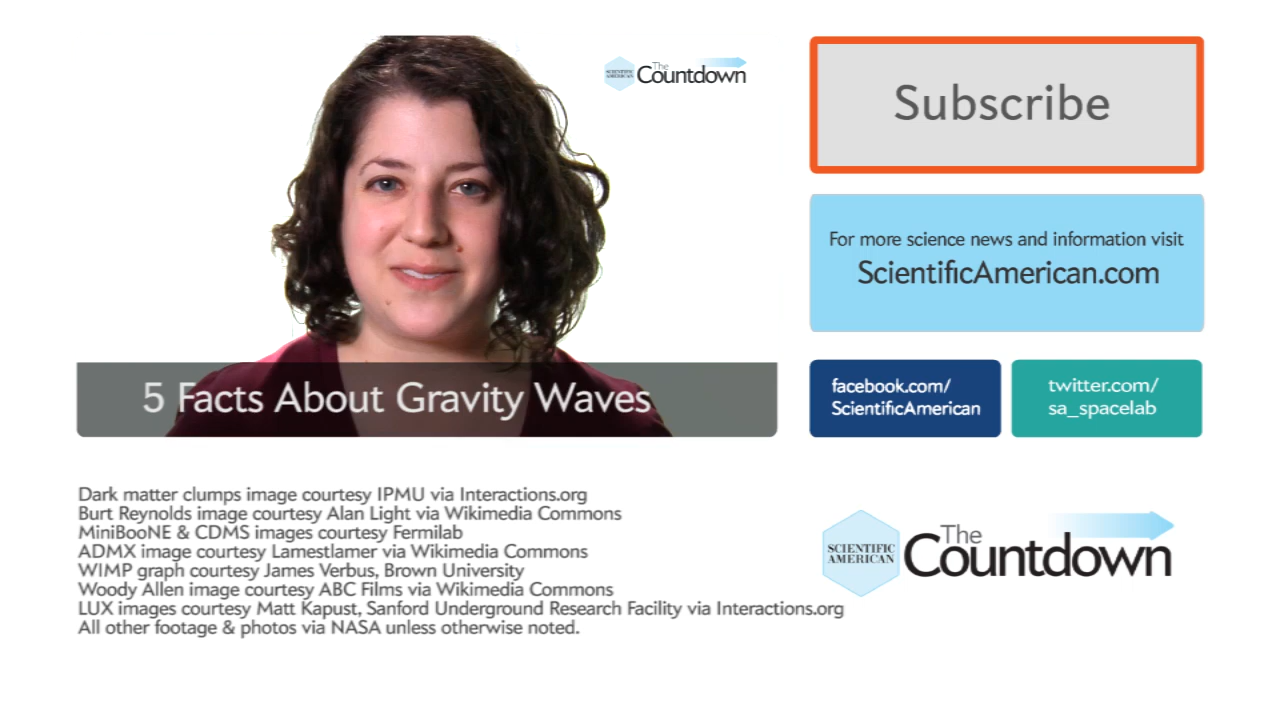 SCIENTIFIC
AMERICAN
The
Countdown
5 Facts About Gravity Waves
Subscribe
For more science news and information visit
ScientificAmerican.com
facebook.com/
ScientificAmerican
twitter.com/
sa_spacelab
Dark matter clumps image courtesy IPMU via Interactions.org
Burt Reynolds image courtesy Alan Light via Wikimedia Commons
MiniBooNE & CDMS images courtesy Fermilab
ADMX image courtesy Lamestlamer via Wikimedia Commons
WIMP graph courtesy James Verbus, Brown University
Woody Allen image courtesy ABC Films via Wikimedia Commons
LUX images courtesy Matt Kapust, Sanford Underground Research Facility via Interactions.org
All other footage & photos via NASA unless otherwise noted.
SCIENTIFIC
AMERICAN
The
Countdown